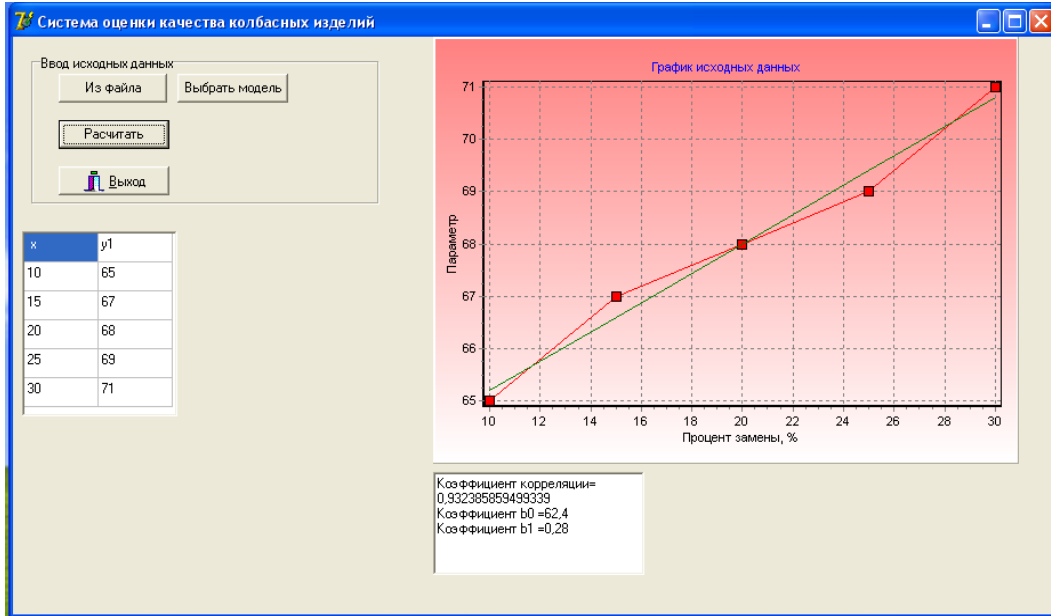 Система оценки качества колбасных изделий
Ввод исходных данных
Из файла Выбрать модель
Расчитать
Выход
x y1
10 65
15 67
20 68
25 69
30 71
График исходных данных
71
70
69
68
67
66
65
Параметр
10 12 14 16 18 20 22 24 26 28 30
Процент замены, %
Коэффициент корреляции=
0,932385859499339
Коэффициент b0 =62,4
Коэффициент b1 =0,28